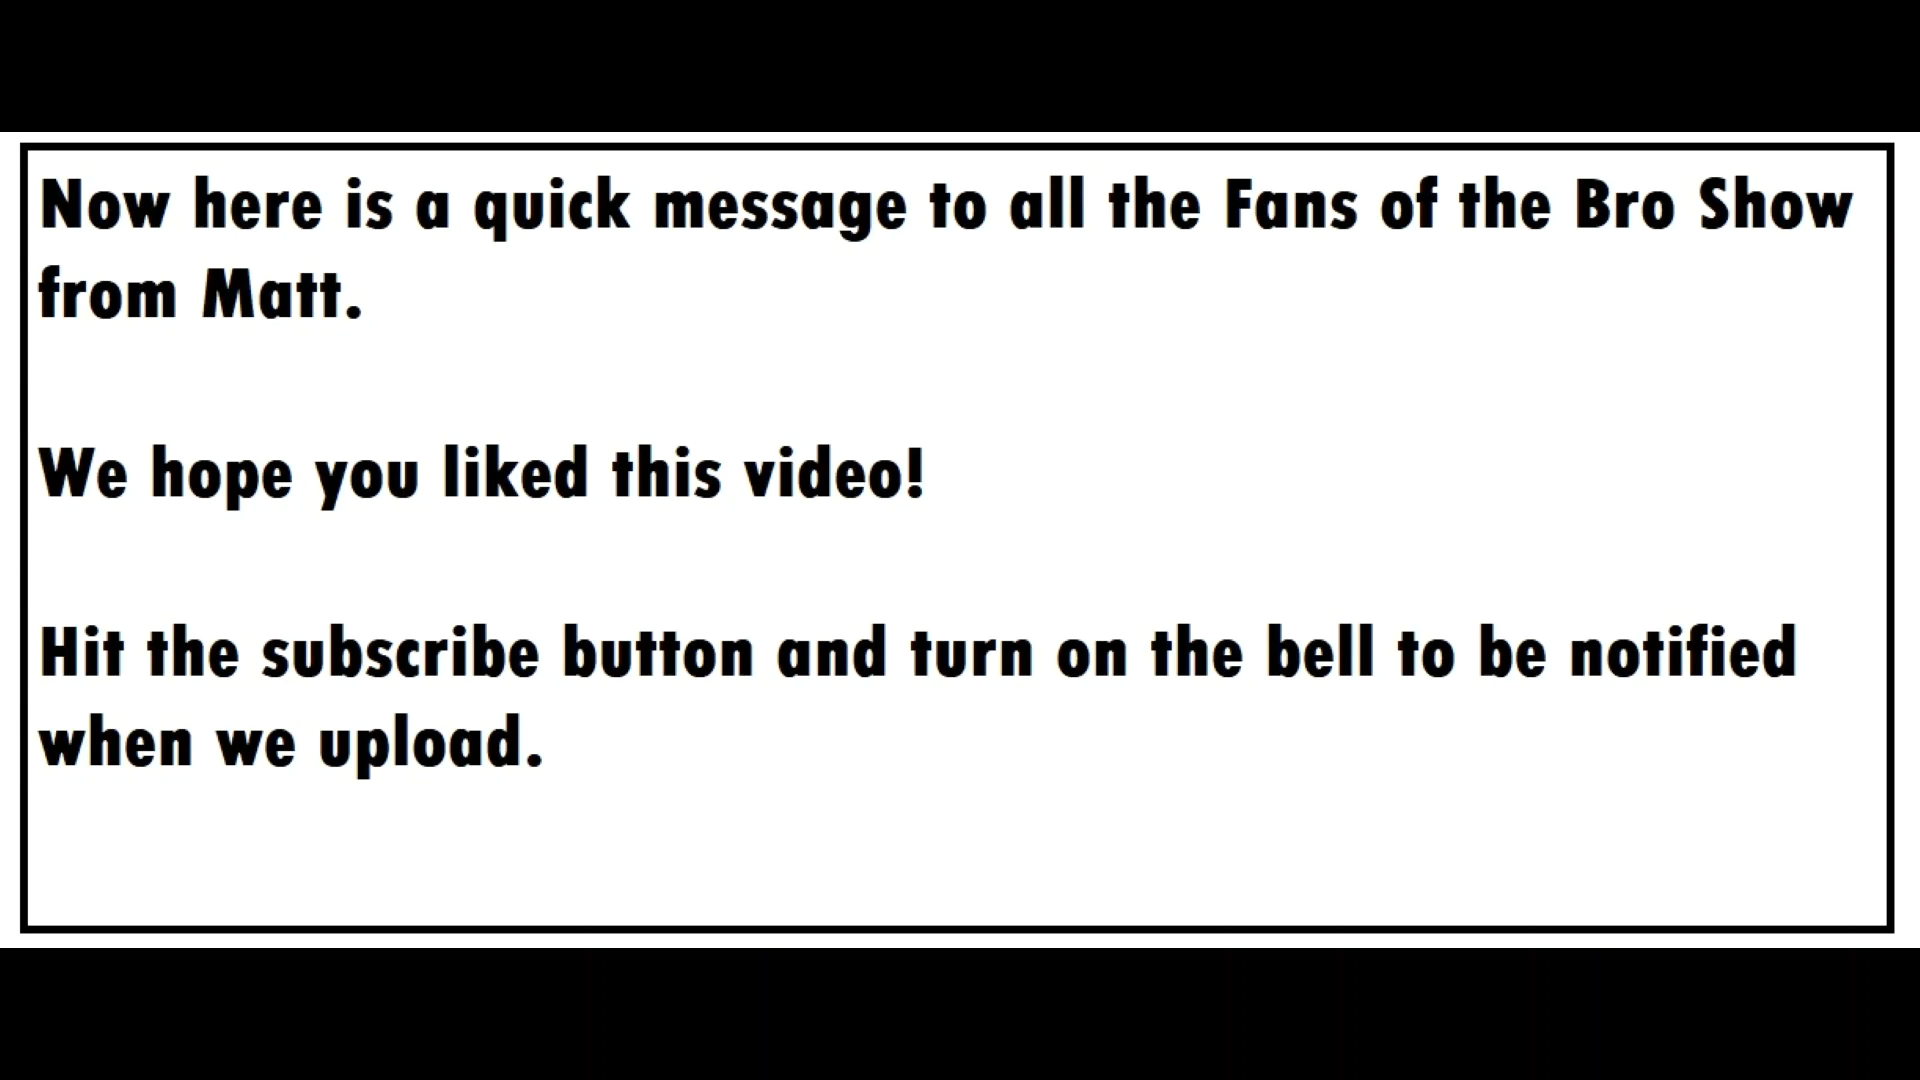 Now here is a quick message to all the Fans of the Bro Show
from Matt.
We hope you liked this video!
Hit the subscribe button and turn on the bell to be notified
when we upload.